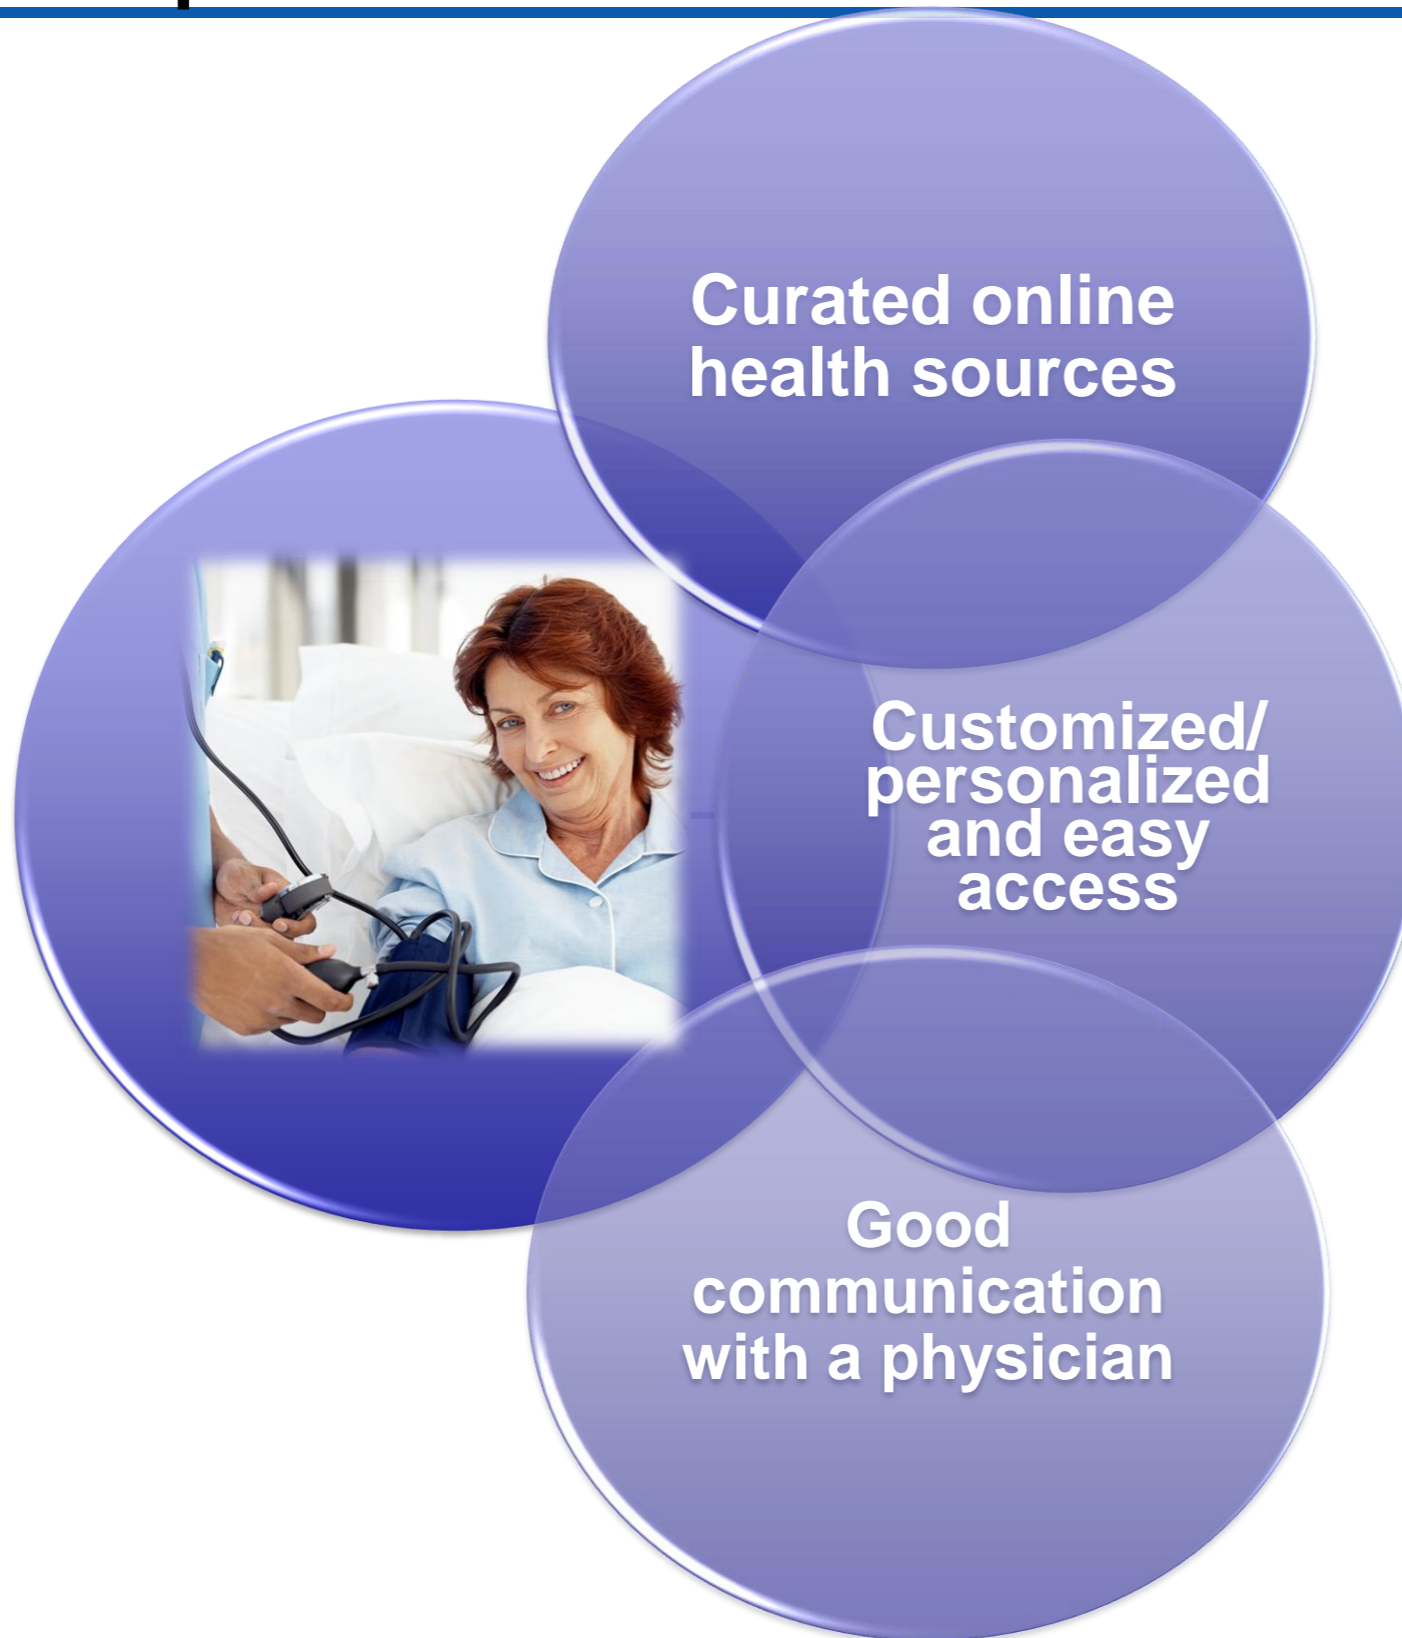 Curated online
health sources
Customized/
personalized
and easy
access
Good
communication
with a physician